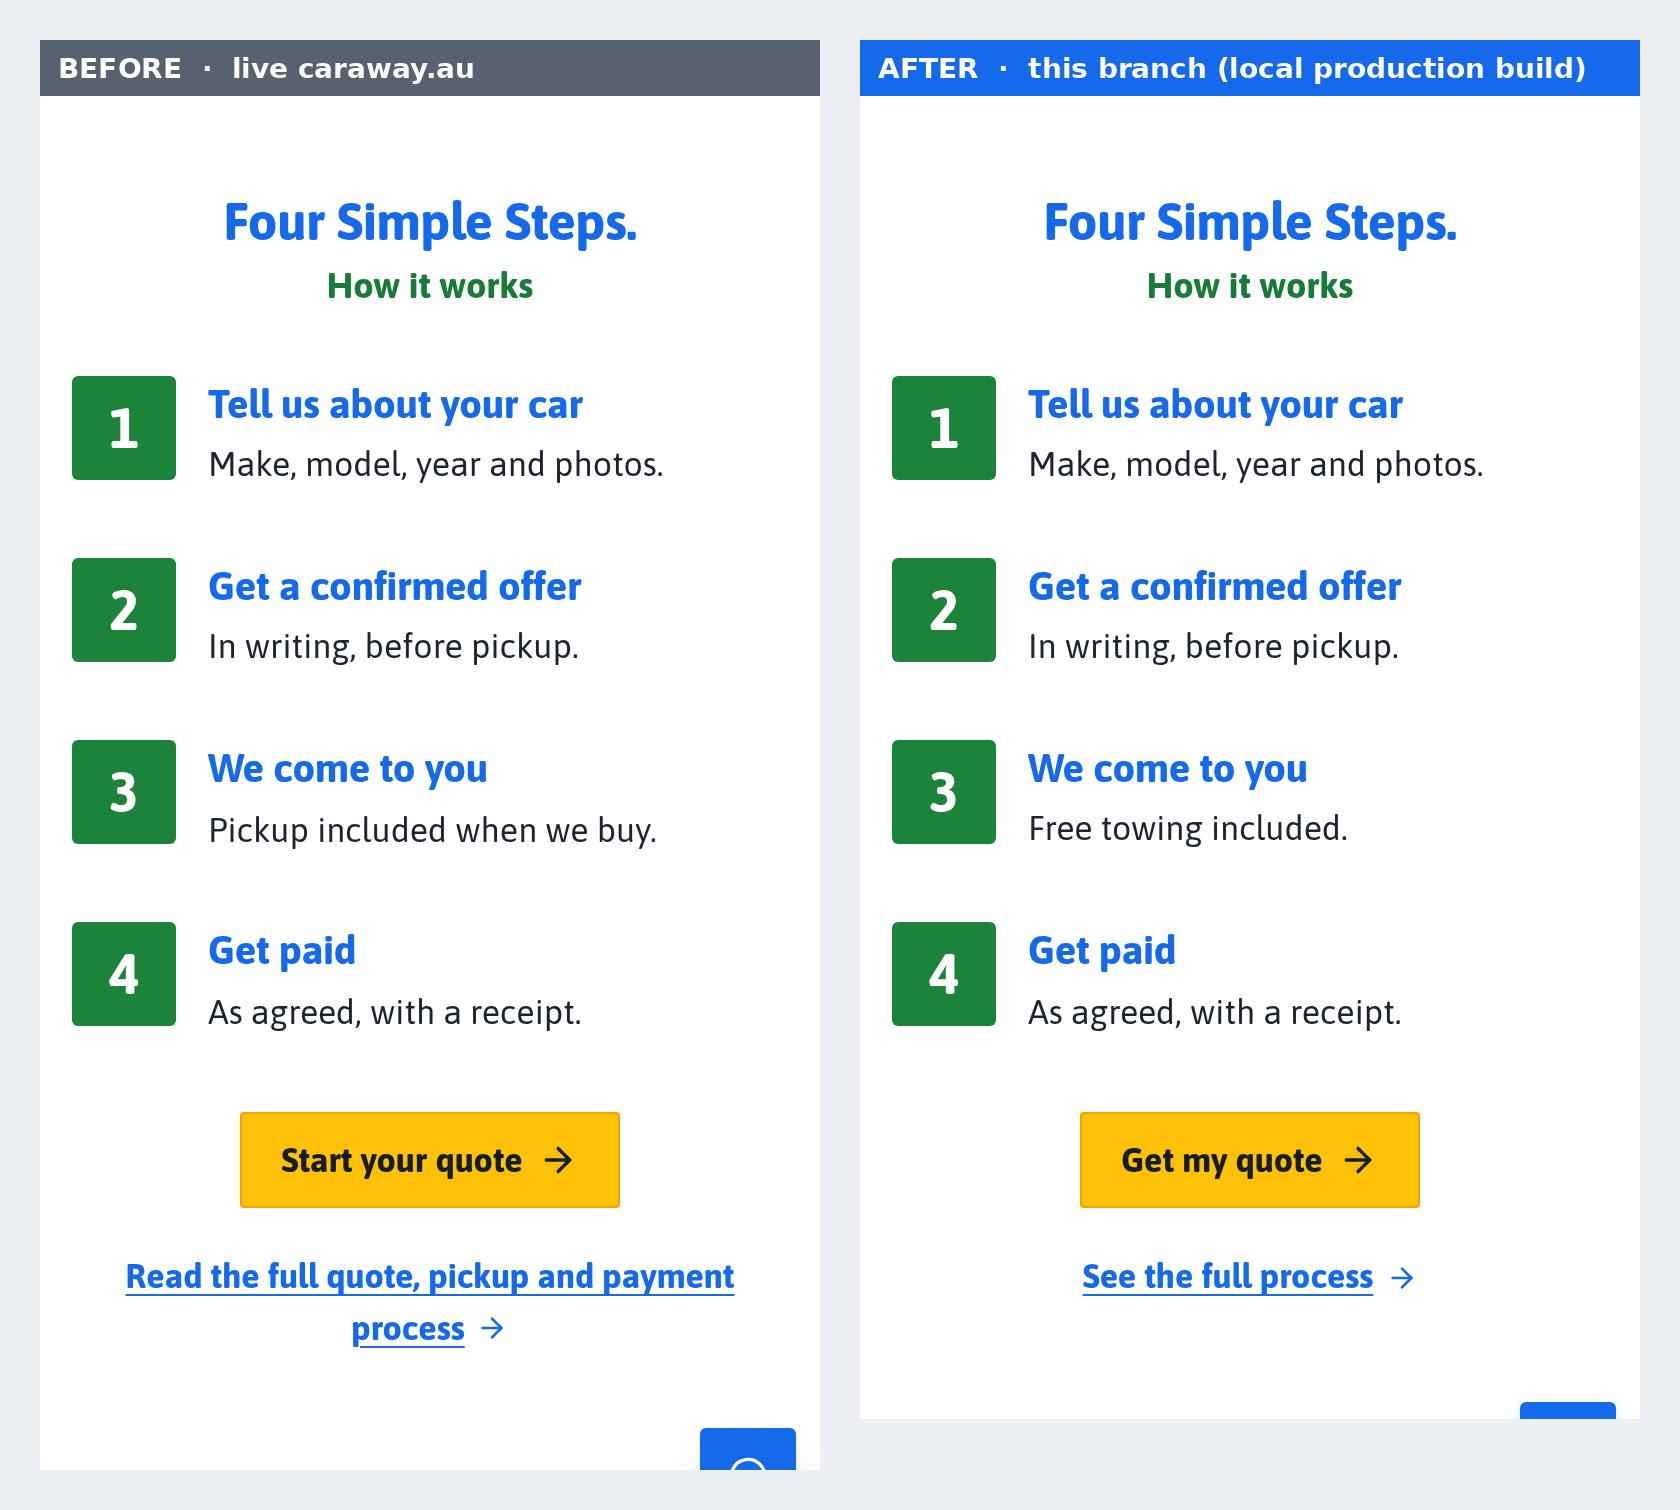 BEFORE · live caraway.au
Four Simple Steps.
How it works
1
Tell us about your car
Make, model, year and photos.
2
Get a confirmed offer
In writing, before pickup.
3
We come to you
Pickup included when we buy.
4
Get paid
As agreed, with a receipt.
Start your quote →
Read the full quote, pickup and payment
process →
AFTER · this branch (local production build)
Four Simple Steps.
How it works
1
Tell us about your car
Make, model, year and photos.
2
Get a confirmed offer
In writing, before pickup.
3
We come to you
Free towing included.
4
Get paid
As agreed, with a receipt.
Get my quote →
See the full process →